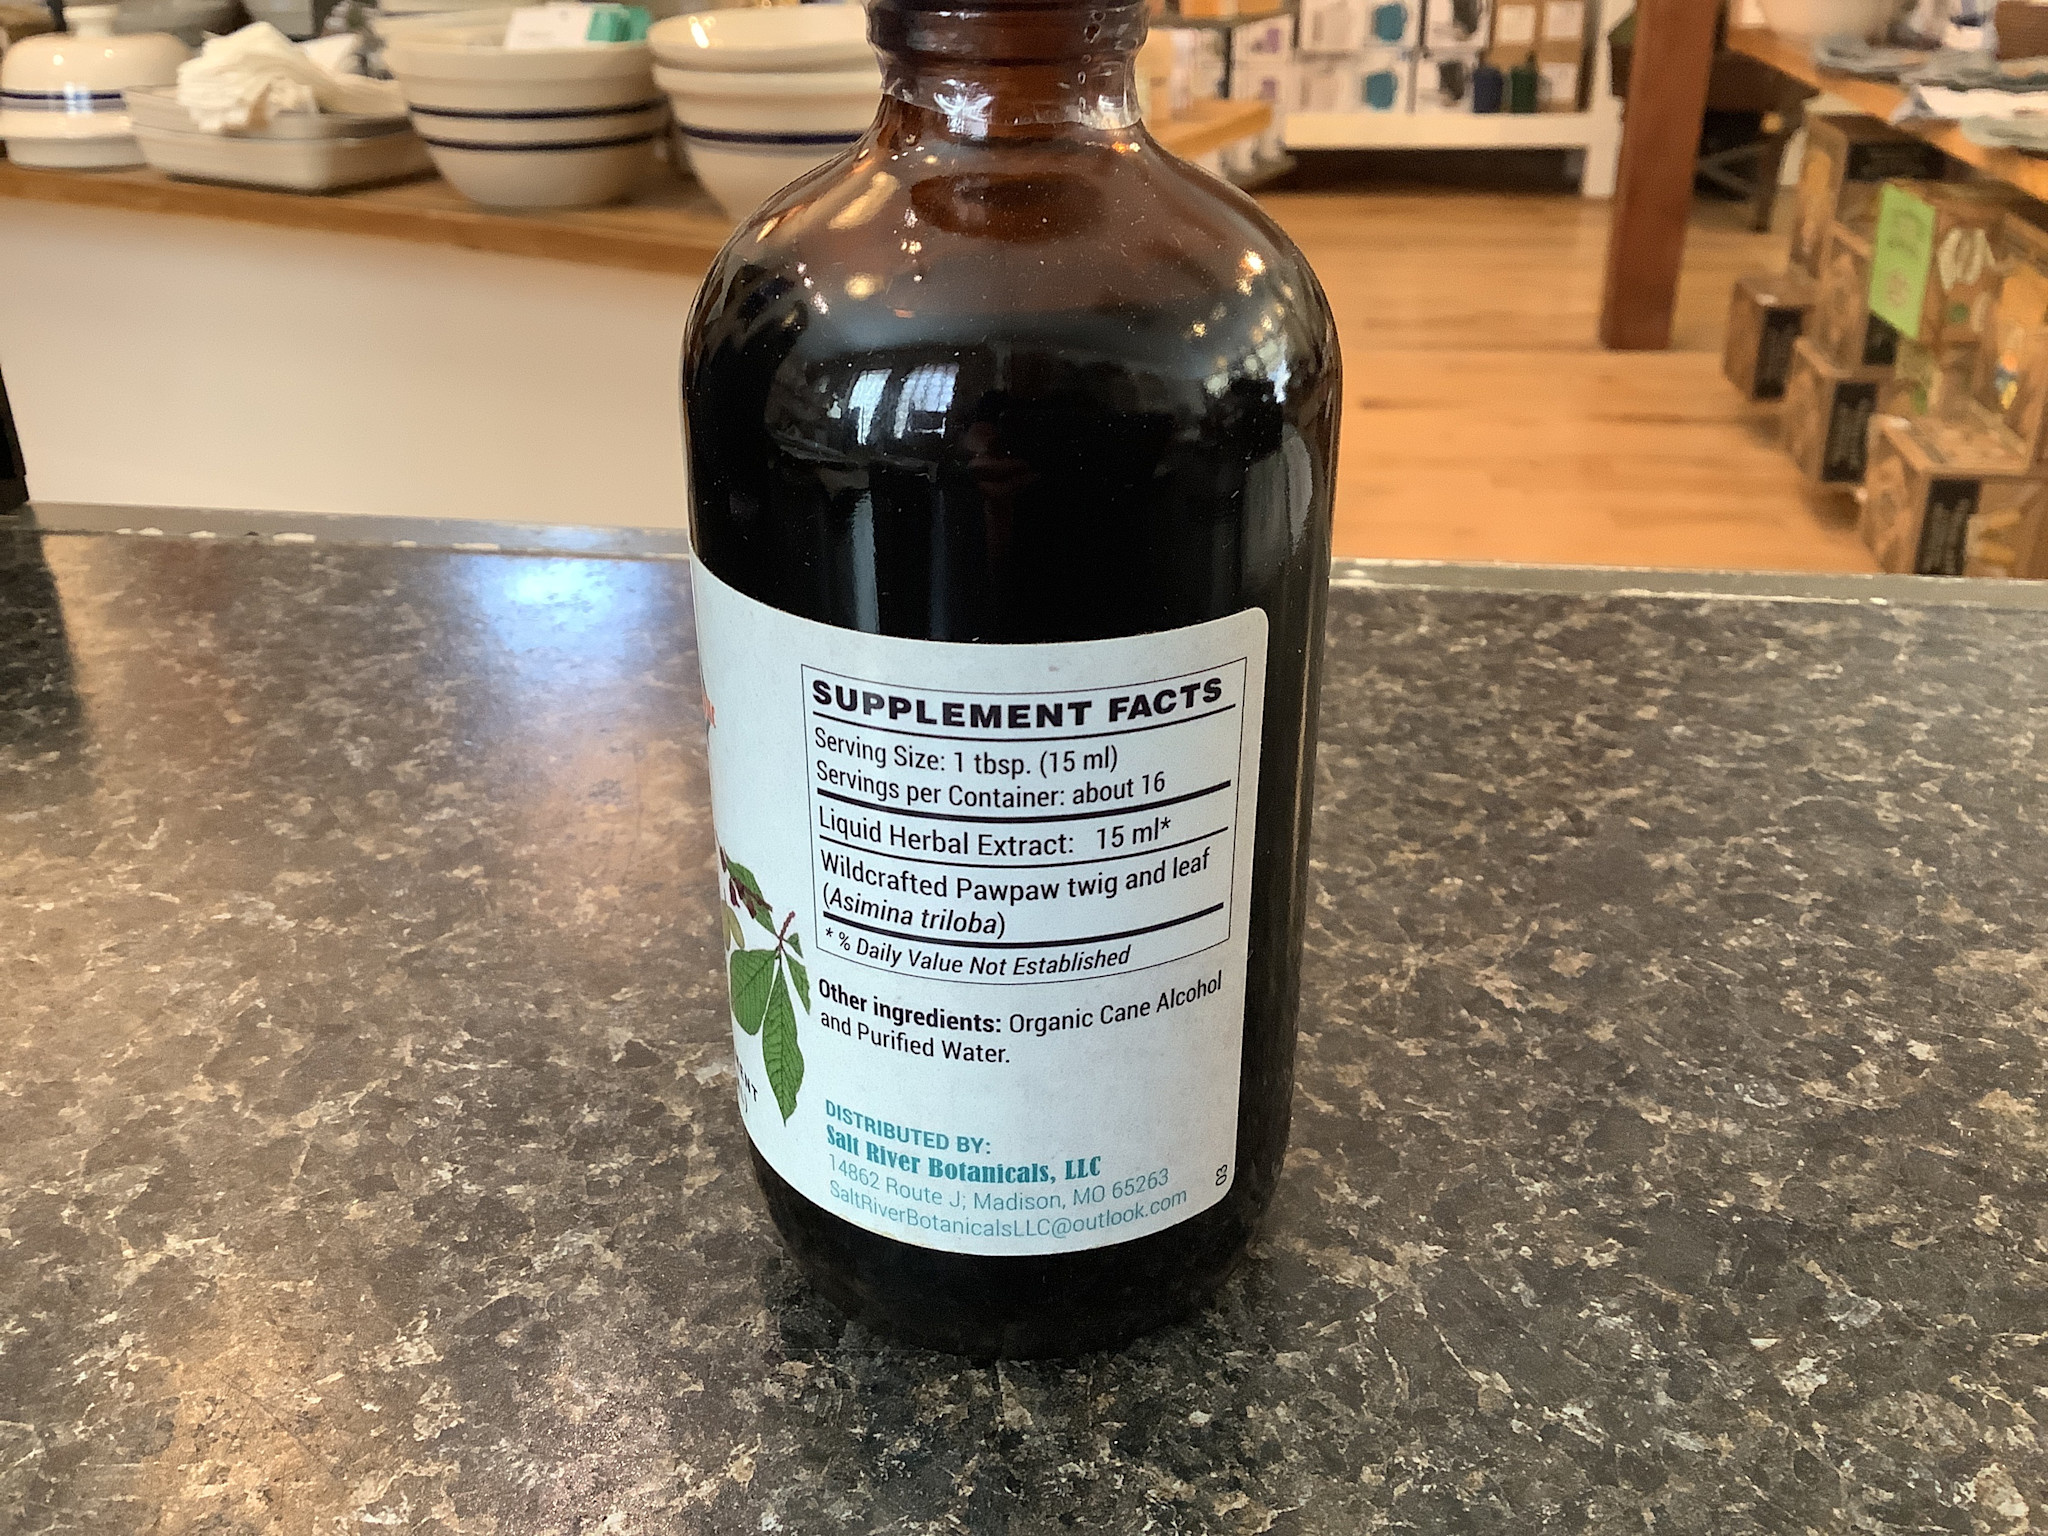 SUPPLEMENT FACTS
Serving Size: 1 tbsp. (15 ml)
Servings per Container: about 16
Liquid Herbal Extract: 15 ml*
Wildcrafted Pawpaw twig and leaf
(Asimina triloba)
* % Daily Value Not Established
Other ingredients: Organic Cane Alcohol
and Purified Water.
DISTRIBUTED BY:
Salt River Botanicals, LLC
14862 Route J; Madison, MO 65263
SaltRiverBotanicalsLLC@outlook.com
03